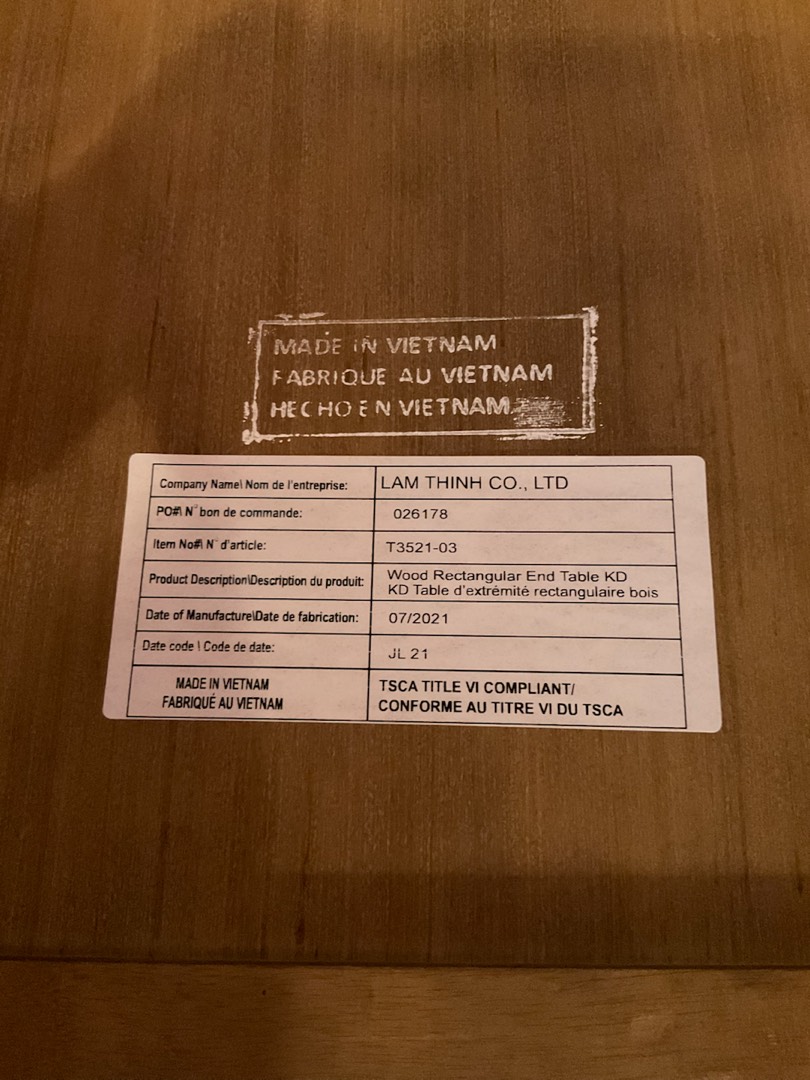 MADE IN VIETNAM
FABRIQUE AU VIETNAM
HECHO EN VIETNAM
Company Name\ Nom de l'entreprise: LAM THINH CO., LTD
PO#\ N° bon de commande: 026178
Item No#\ N° d'article: T3521-03
Product Description\Description du produit: Wood Rectangular End Table KD
KD Table d'extrémité rectangulaire bois
Date of Manufacture\Date de fabrication: 07/2021
Date code \ Code de date: JL 21
MADE IN VIETNAM
FABRIQUÉ AU VIETNAM
TSCA TITLE VI COMPLIANT/
CONFORME AU TITRE VI DU TSCA